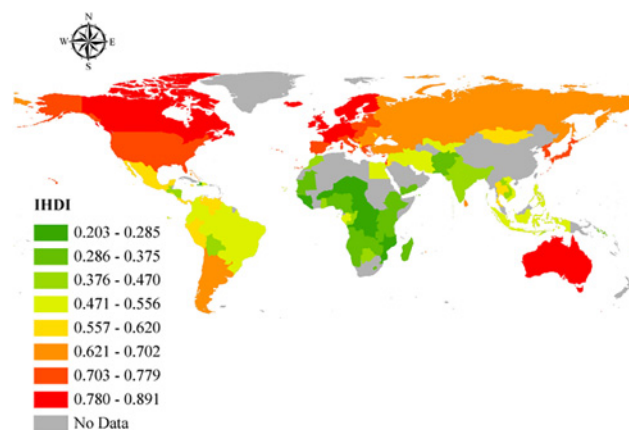 N
W E
S
IHDI
0.203 - 0.285
0.286 - 0.375
0.376 - 0.470
0.471 - 0.556
0.557 - 0.620
0.621 - 0.702
0.703 - 0.779
0.780 - 0.891
No Data